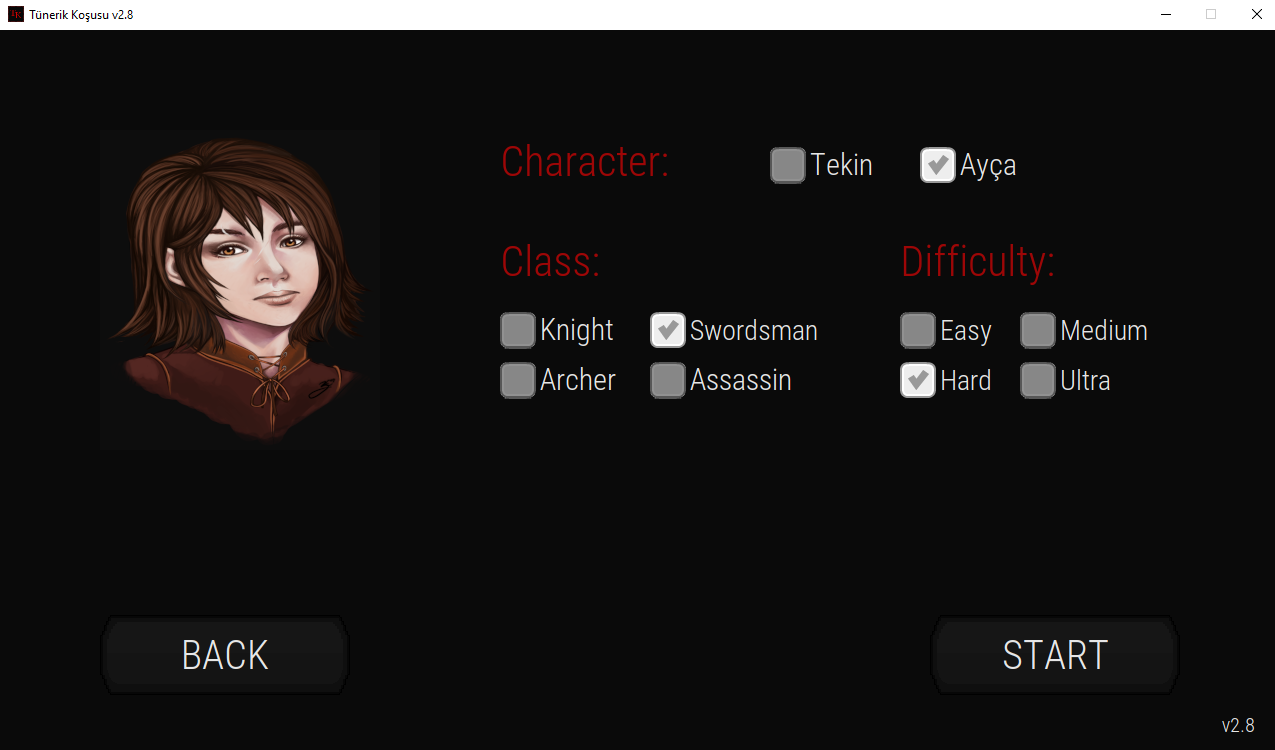 Tünerik Koşusu v2.8
Character: Tekin Ayça
Class: Difficulty:
Knight Swordsman Easy Medium
Archer Assassin Hard Ultra
BACK START
v2.8